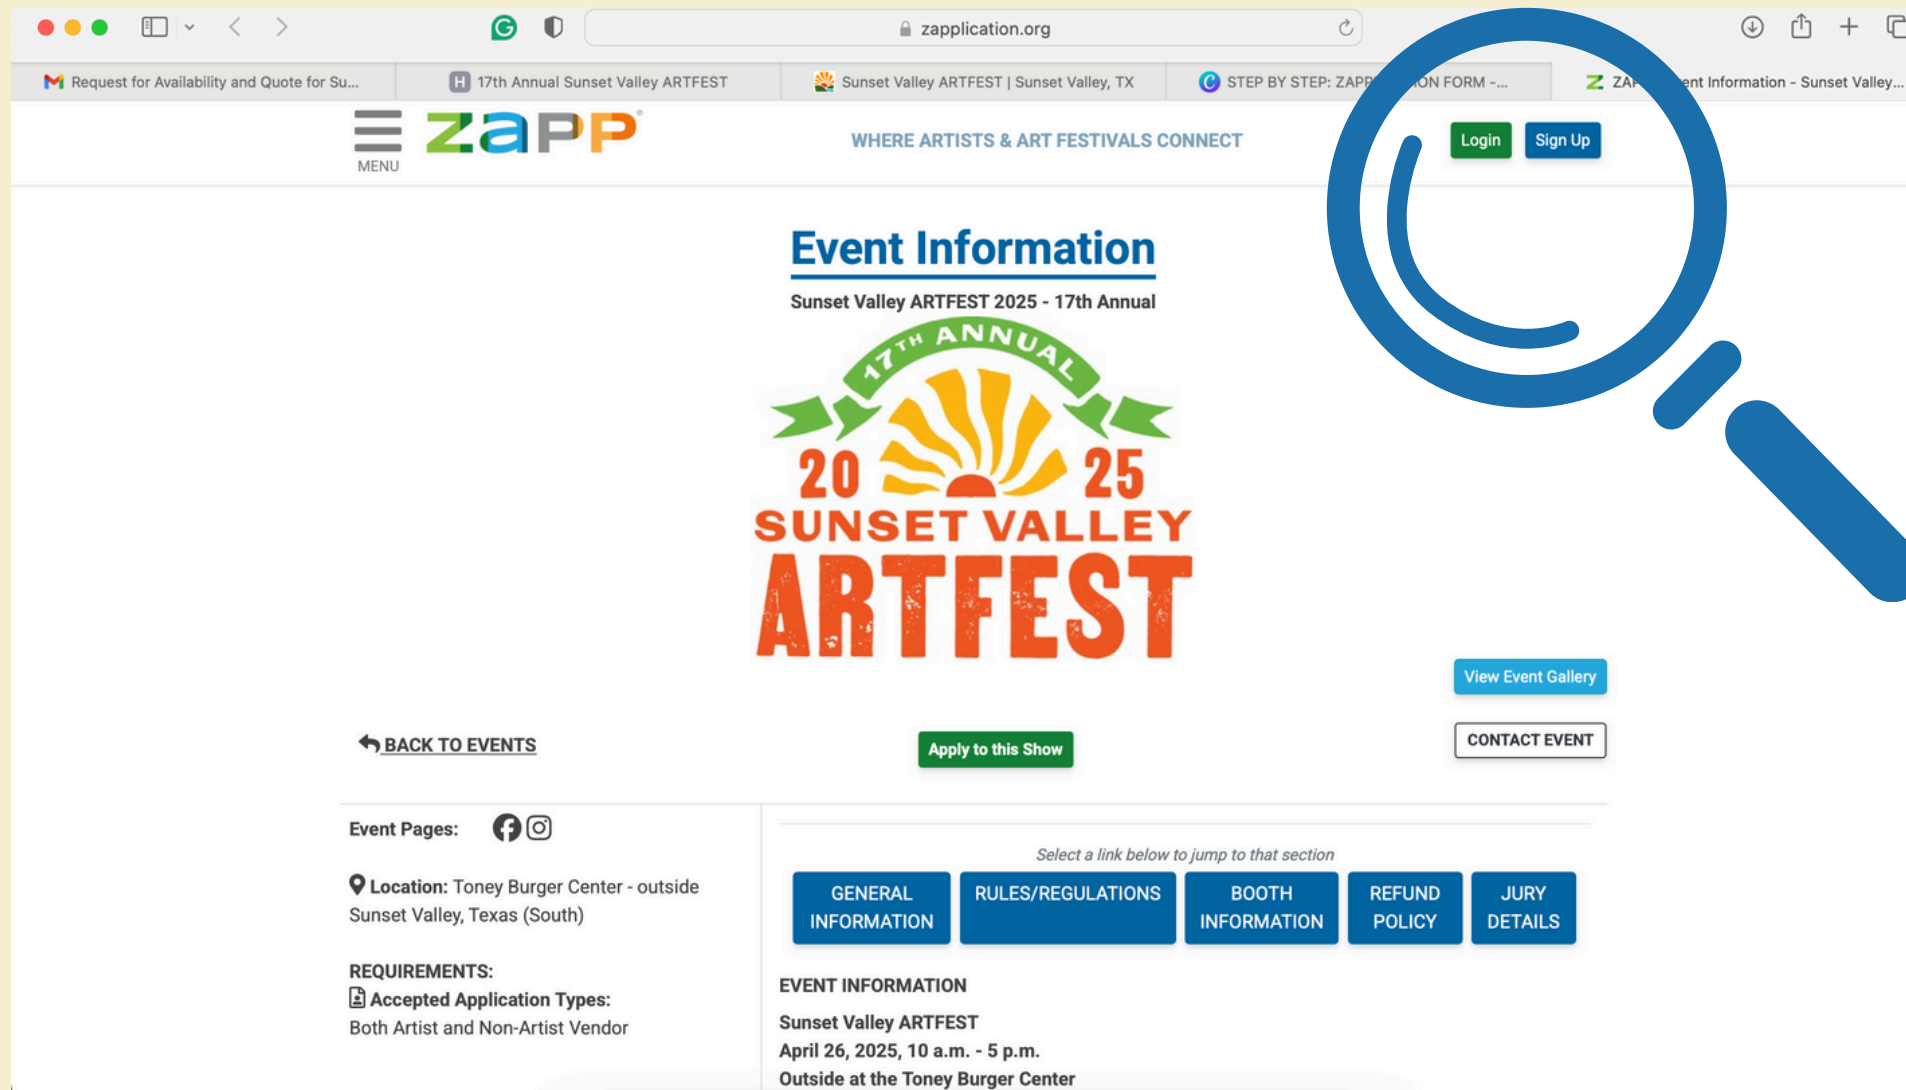 zapplication.org
Request for Availability and Quote for Su...
17th Annual Sunset Valley ARTFEST
Sunset Valley ARTFEST | Sunset Valley, TX
STEP BY STEP: ON FORM -...
Information - Sunset Valley...
MENU
zapp
WHERE ARTISTS & ART FESTIVALS CONNECT
Login
Sign Up
Event Information
Sunset Valley ARTFEST 2025 - 17th Annual
17TH ANNUAL
2025
SUNSET VALLEY
ARTFEST
View Event Gallery
BACK TO EVENTS
Apply to this Show
CONTACT EVENT
Event Pages:
Select a link below to jump to that section
Location: Toney Burger Center - outside
Sunset Valley, Texas (South)
GENERAL
INFORMATION
RULES/REGULATIONS
BOOTH
INFORMATION
REFUND
POLICY
JURY
DETAILS
REQUIREMENTS:
Accepted Application Types:
Both Artist and Non-Artist Vendor
EVENT INFORMATION
Sunset Valley ARTFEST
April 26, 2025, 10 a.m. - 5 p.m.
Outside at the Toney Burger Center